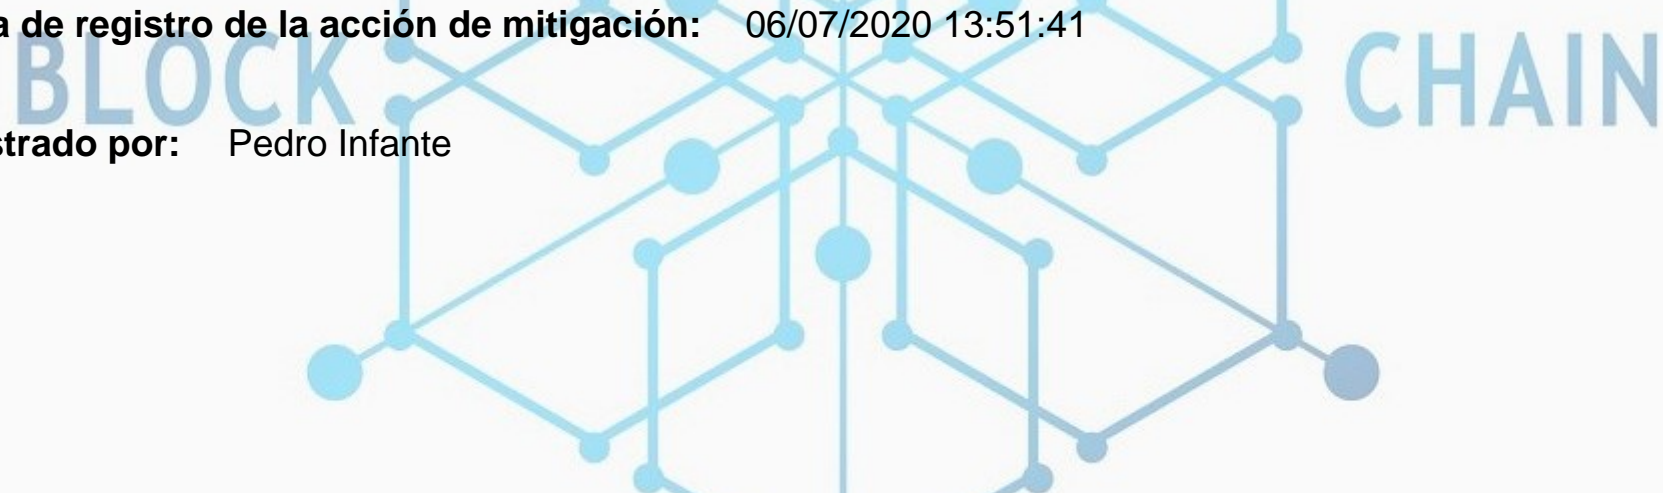 a de registro de la acción de mitigación: 06/07/2020 13:51:41
BLOCK CHAIN
strado por: Pedro Infante